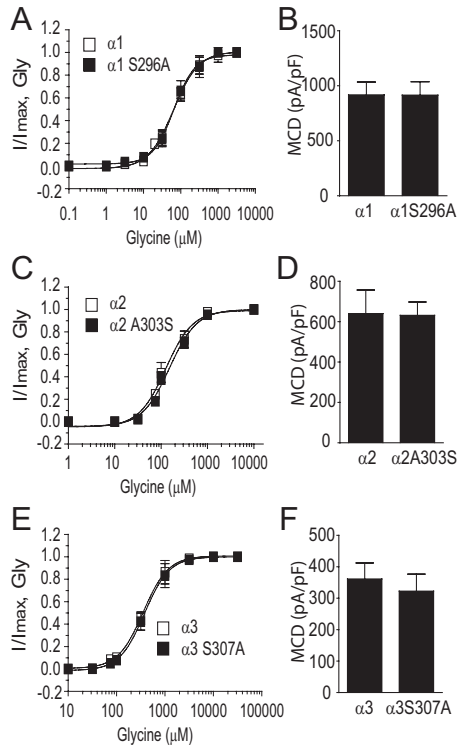 A
I/Imax, Gly
1.2
1.0
0.8
0.6
0.4
0.2
0.0
-0.2
α1
α1 S296A
0.1 1 10 100 1000 10000
Glycine (μM)
B
MCD (pA/pF)
1500
1000
500
0
α1 α1S296A
C
I/Imax, Gly
1.2
1.0
0.8
0.6
0.4
0.2
0.0
-0.2
α2
α2 A303S
1 10 100 1000 10000
Glycine (μM)
D
MCD (pA/pF)
800
600
400
200
0
α2 α2A303S
E
I/Imax, Gly
1.2
1.0
0.8
0.6
0.4
0.2
0.0
-0.2
α3
α3 S307A
10 100 1000 10000 100000
Glycine (μM)
F
MCD (pA/pF)
500
400
300
200
100
0
α3 α3S307A